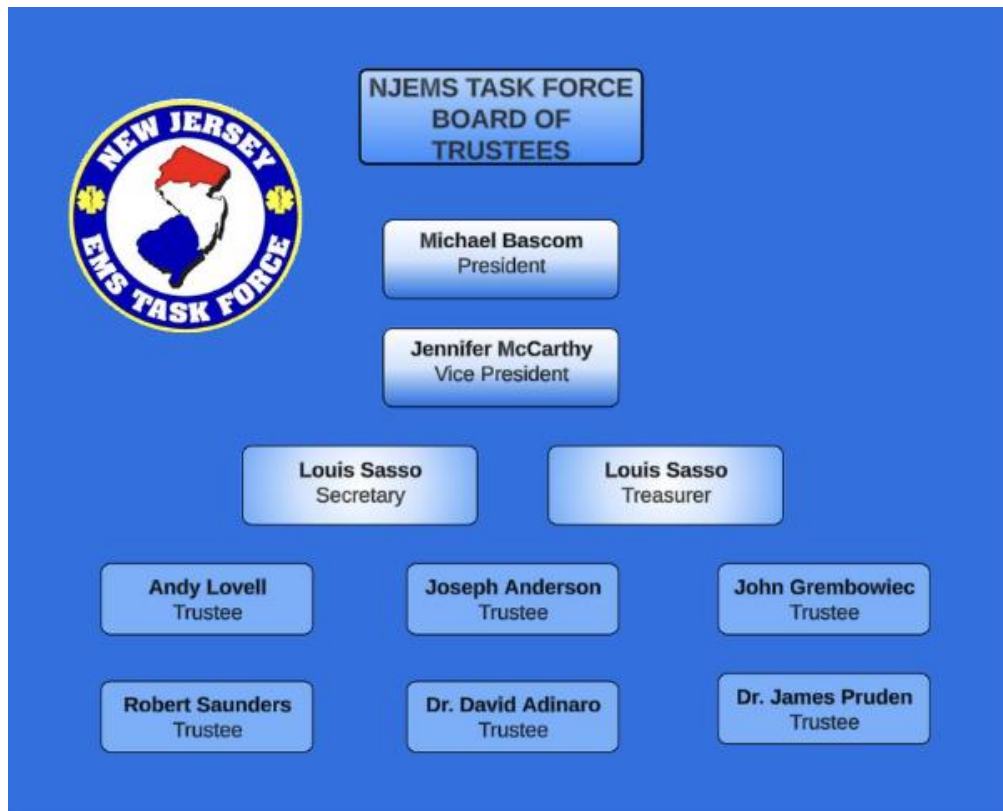 NEW JERSEY
EMS TASK FORCE
NJEMS TASK FORCE
BOARD OF
TRUSTEES
Michael Bascom
President
Jennifer McCarthy
Vice President
Louis Sasso
Secretary
Louis Sasso
Treasurer
Andy Lovell
Trustee
Joseph Anderson
Trustee
John Grembowiec
Trustee
Robert Saunders
Trustee
Dr. David Adinaro
Trustee
Dr. James Pruden
Trustee